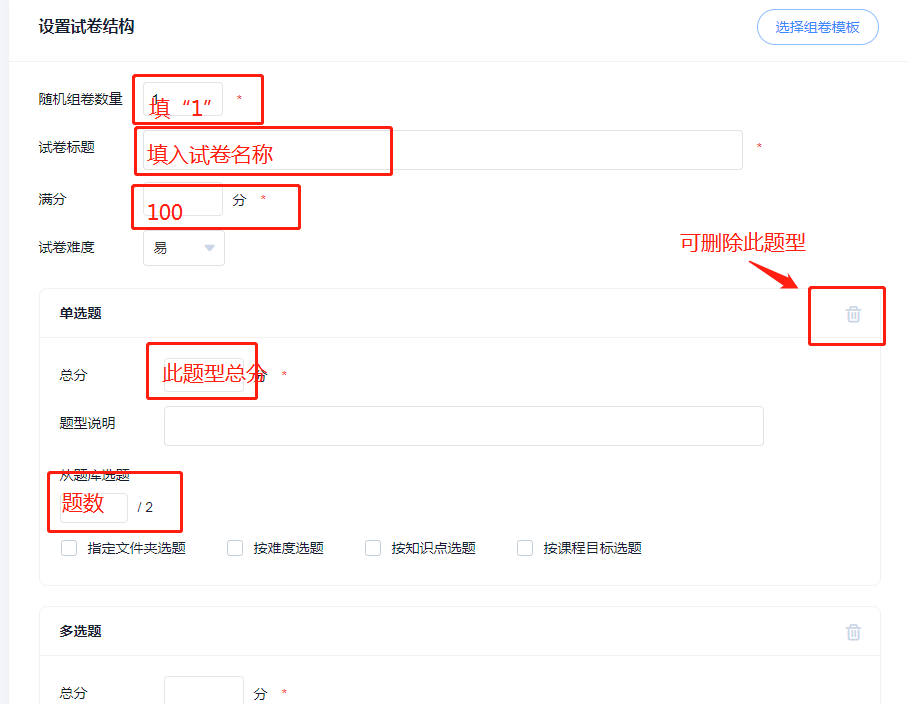 设置试卷结构 选择组卷模板
随机组卷数量 1 填“1” *
试卷标题 填入试卷名称 *
满分 100 分 *
试卷难度 易
可删除此题型
单选题
总分 此题型总分 分 *
题型说明
从题库选题
题数 / 2
指定文件夹选题 按难度选题 按知识点选题 按课程目标选题
多选题
总分 分 *